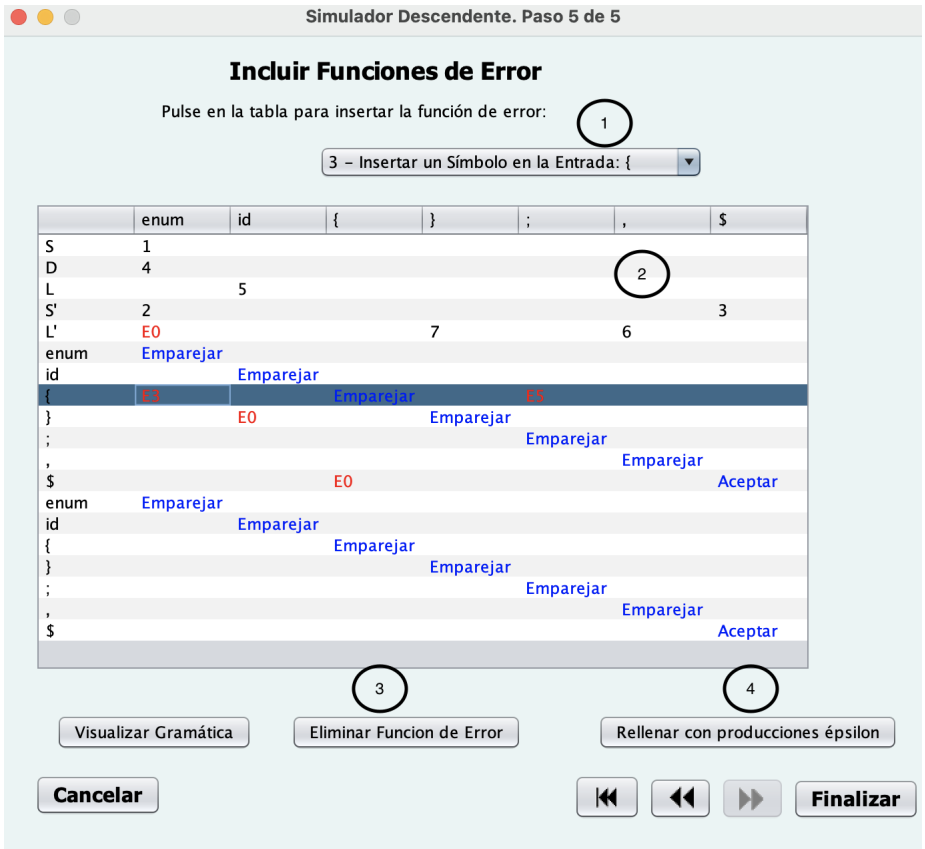 Simulador Descendente. Paso 5 de 5
Incluir Funciones de Error
Pulse en la tabla para insertar la función de error:
1
3 – Insertar un Símbolo en la Entrada: {
enum id { } ; , $
S 1
D 4
2
L 5
S' 2 3
L' E0 7 6
enum Emparejar
id Emparejar
{ E3 Emparejar E5
} E0 Emparejar
; Emparejar
, Emparejar
$ E0 Aceptar
enum Emparejar
id Emparejar
{ Emparejar
} Emparejar
; Emparejar
, Emparejar
$ Aceptar
3 4
Visualizar Gramática Eliminar Funcion de Error Rellenar con producciones épsilon
Cancelar Finalizar